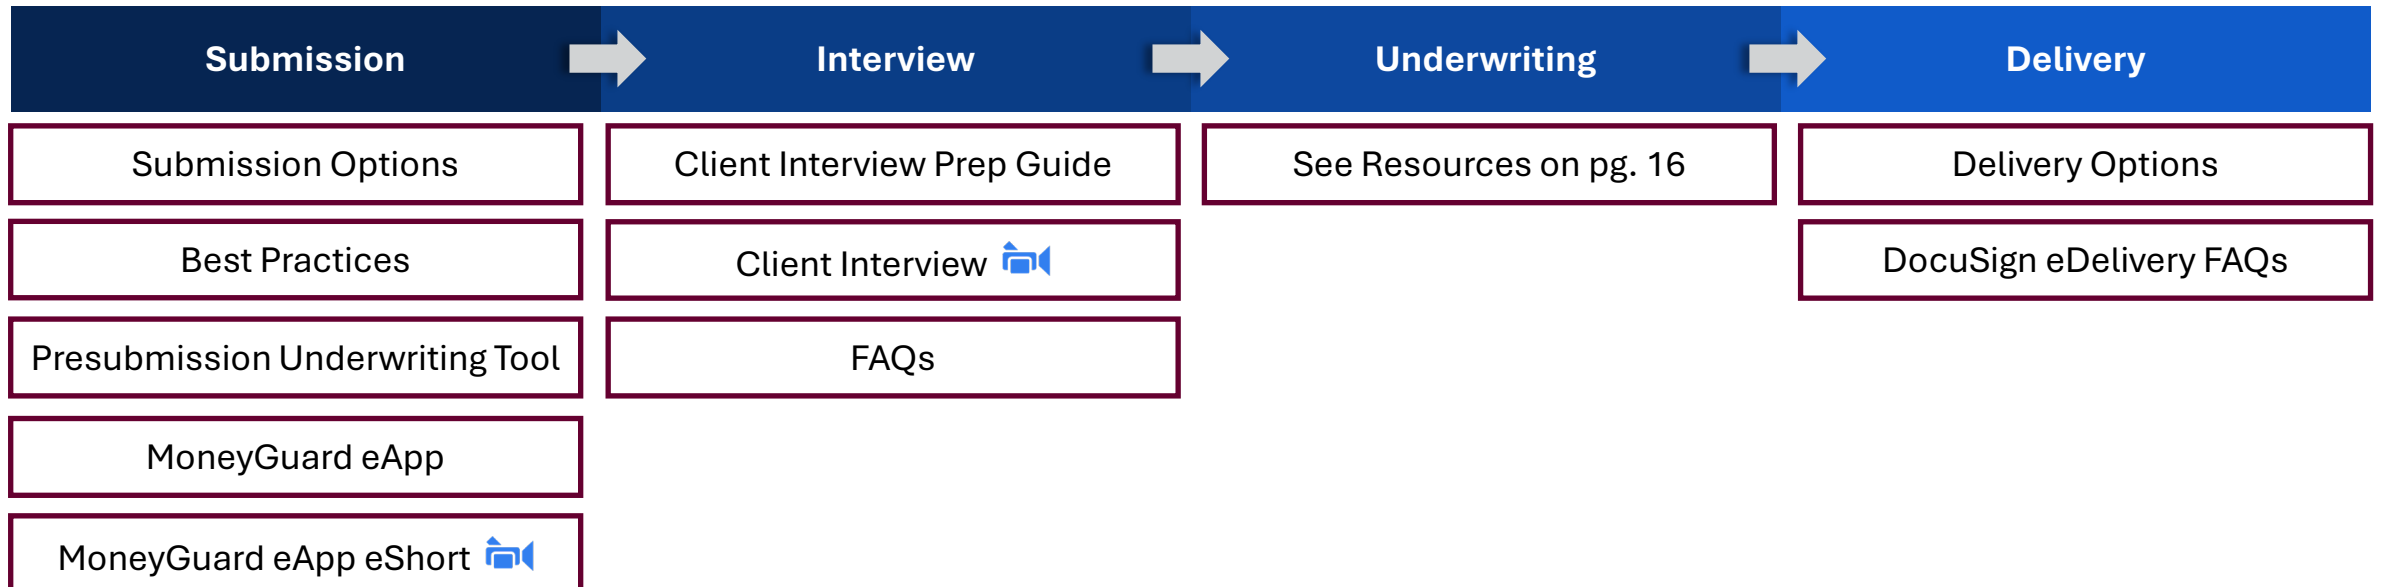 Submission
Interview
Underwriting
Delivery
Submission Options
Client Interview Prep Guide
See Resources on pg. 16
Delivery Options
Best Practices
Client Interview
DocuSign eDelivery FAQs
Presubmission Underwriting Tool
FAQs
MoneyGuard eApp
MoneyGuard eApp eShort